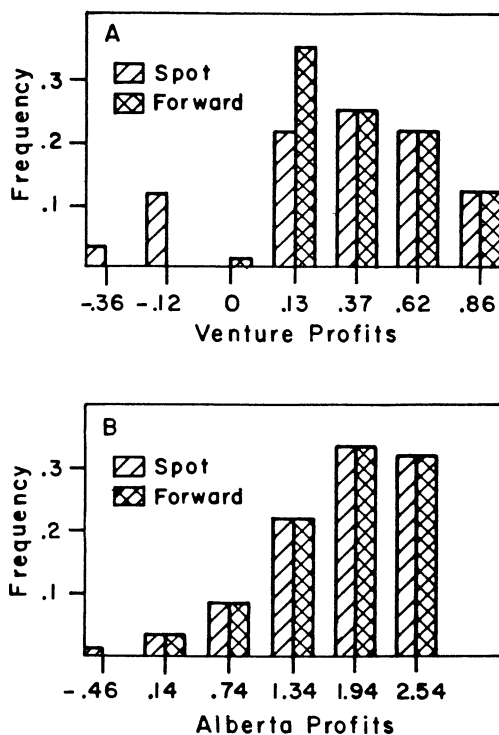 A
Spot
Forward
Frequency
.3
.2
.1
-.36 -.12 0 .13 .37 .62 .86
Venture Profits
B
Spot
Forward
Frequency
.3
.2
.1
-.46 .14 .74 1.34 1.94 2.54
Alberta Profits